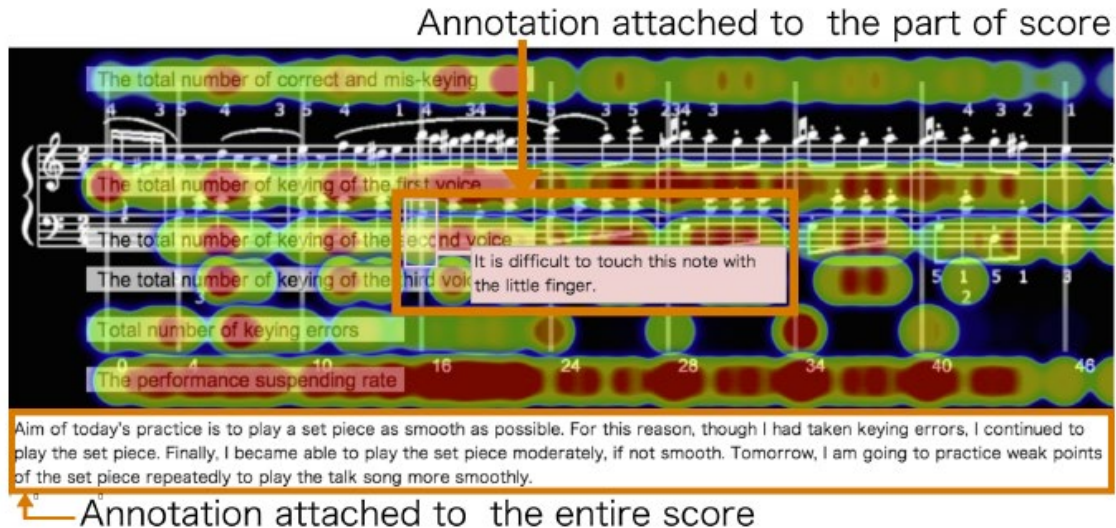 Annotation attached to the part of score
The total number of correct and mis-keying
4 3 5 4 3 5 4 1 4 34 3 5 3 5 234 3 4 3 2 1
The total number of keying of the first voice
The total number of keying of the second voice
It is difficult to touch this note with
the little finger.
The total number of keying of the third voic
5 1 5 1 3
3 2
Total number of keying errors
0 4 10 16 24 28 34 40 46
The performance suspending rate
Aim of today's practice is to play a set piece as smooth as possible. For this reason, though I had taken keying errors, I continued to
play the set piece. Finally, I became able to play the set piece moderately, if not smooth. Tomorrow, I am going to practice weak points
of the set piece repeatedly to play the talk song more smoothly.
Annotation attached to the entire score